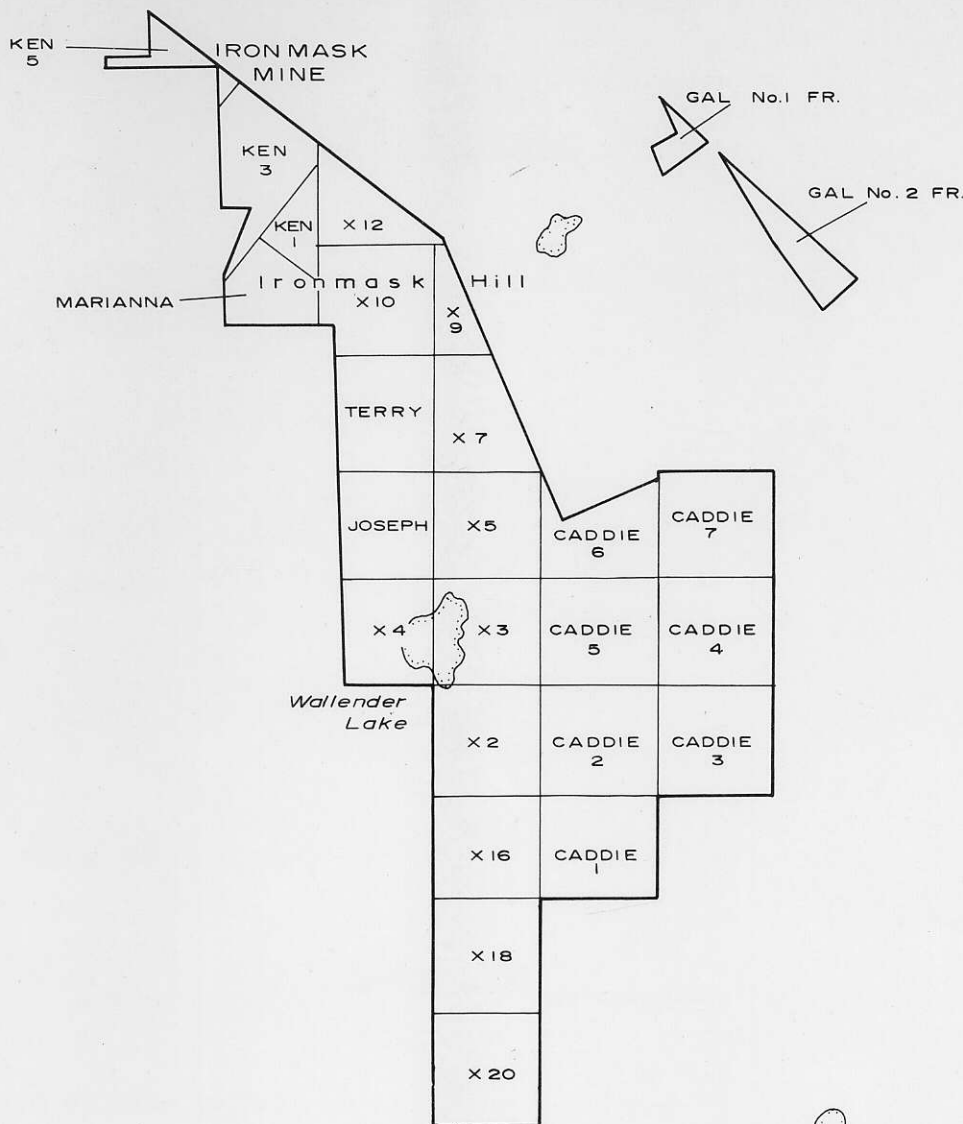 KEN
5
IRON MASK
MINE
GAL No.1 FR.
KEN
3
GAL No. 2 FR.
KEN
1
X 12
Ironmask Hill
MARIANNA
X 10
X
9
TERRY
X 7
JOSEPH
X 5
CADDIE
6
CADDIE
7
X 4
X 3
CADDIE
5
CADDIE
4
Wallender
Lake
X 2
CADDIE
2
CADDIE
3
X 16
CADDIE
1
X 18
X 20